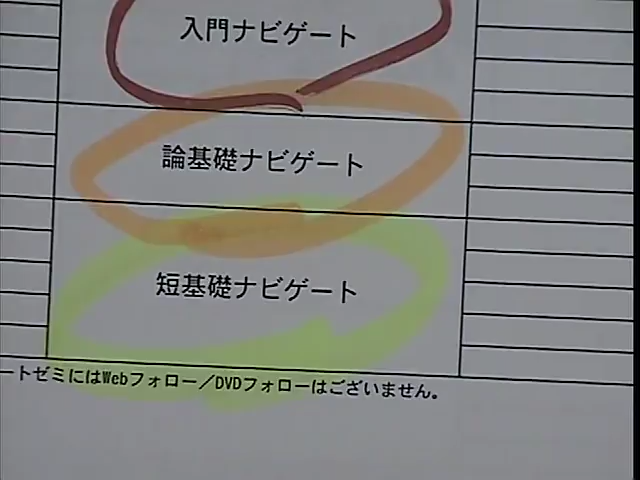 入門ナビゲート
論基礎ナビゲート
短基礎ナビゲート
ートゼミにはWebフォロー／DVDフォローはございません。